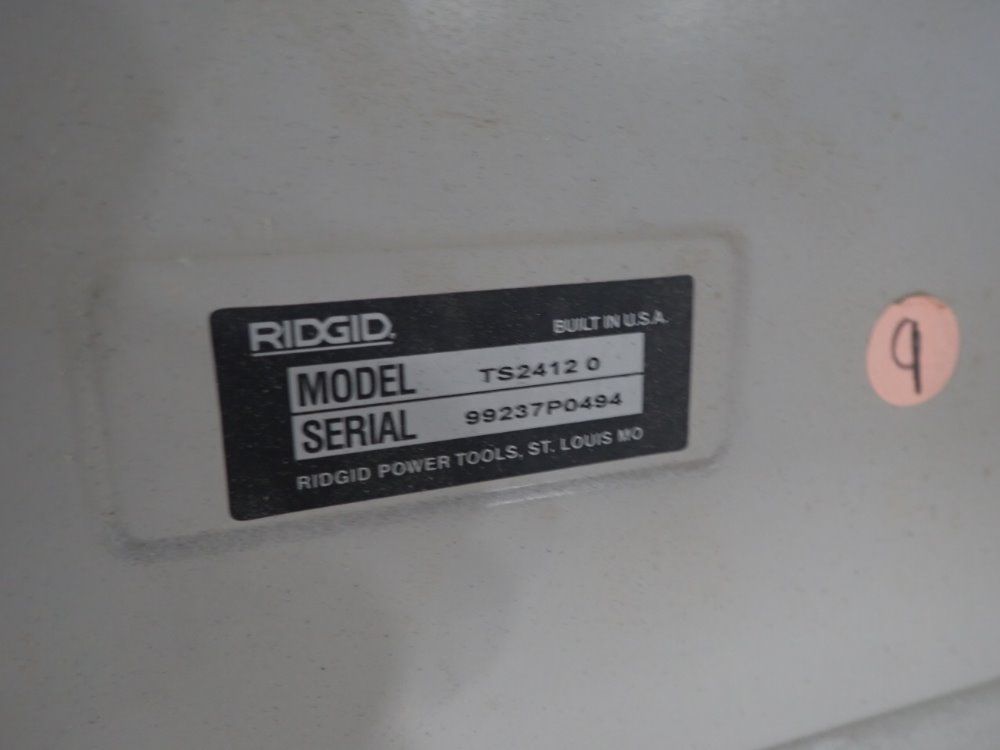 RIDGID.
BUILT IN U.S.A.
MODEL TS2412 0
SERIAL 99237P0494
RIDGID POWER TOOLS, ST. LOUIS MO
9